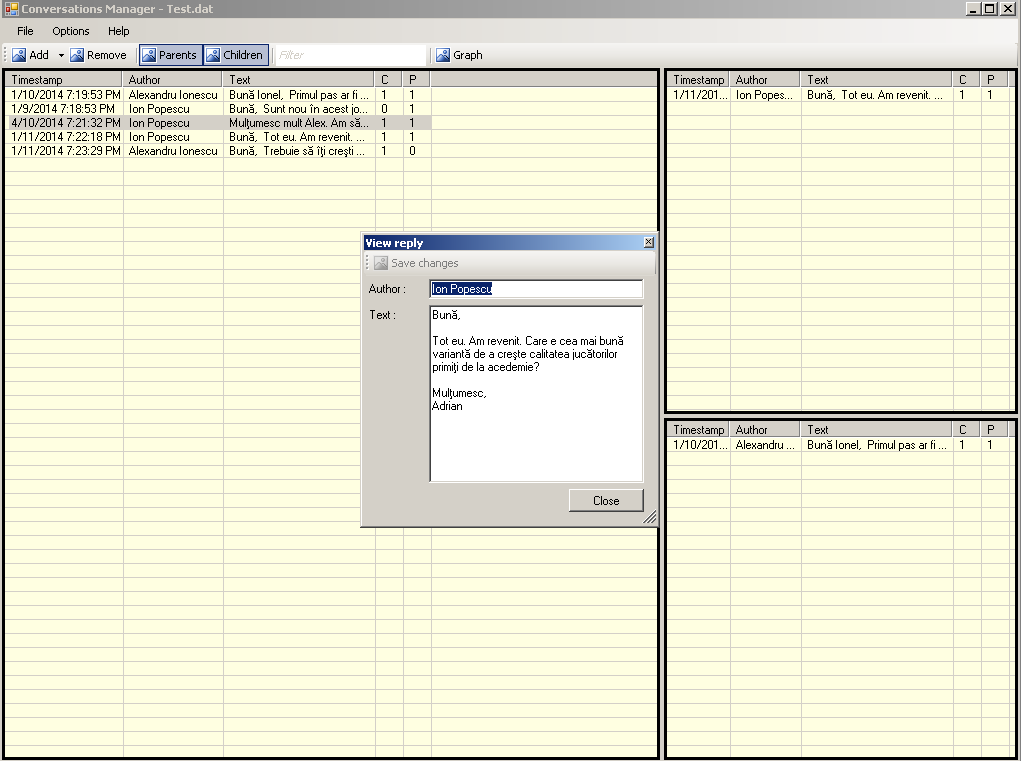 Conversations Manager - Test.dat
File Options Help
Add Remove Parents Children Filter Graph
Timestamp Author Text C P
1/10/2014 7:19:53 PM Alexandru Ionescu Bună Ionel, Primul pas ar fi ... 1 1
1/9/2014 7:18:53 PM Ion Popescu Bună, Sunt nou în acest jo... 0 1
4/10/2014 7:21:32 PM Ion Popescu Mulţumesc mult Alex. Am să... 1 1
1/11/2014 7:22:18 PM Ion Popescu Bună, Tot eu. Am revenit. ... 1 1
1/11/2014 7:23:29 PM Alexandru Ionescu Bună, Trebuie să îţi creşti ... 1 0
Timestamp Author Text C P
1/11/201... Ion Popes... Bună, Tot eu. Am revenit. ... 1 1
View reply
Save changes
Author : Ion Popescu
Text : Bună,
Tot eu. Am revenit. Care e cea mai bună
variantă de a creşte calitatea jucătorilor
primiţi de la acedemie?
Mulţumesc,
Adrian
Close
Timestamp Author Text C P
1/10/201... Alexandru ... Bună Ionel, Primul pas ar fi ... 1 1